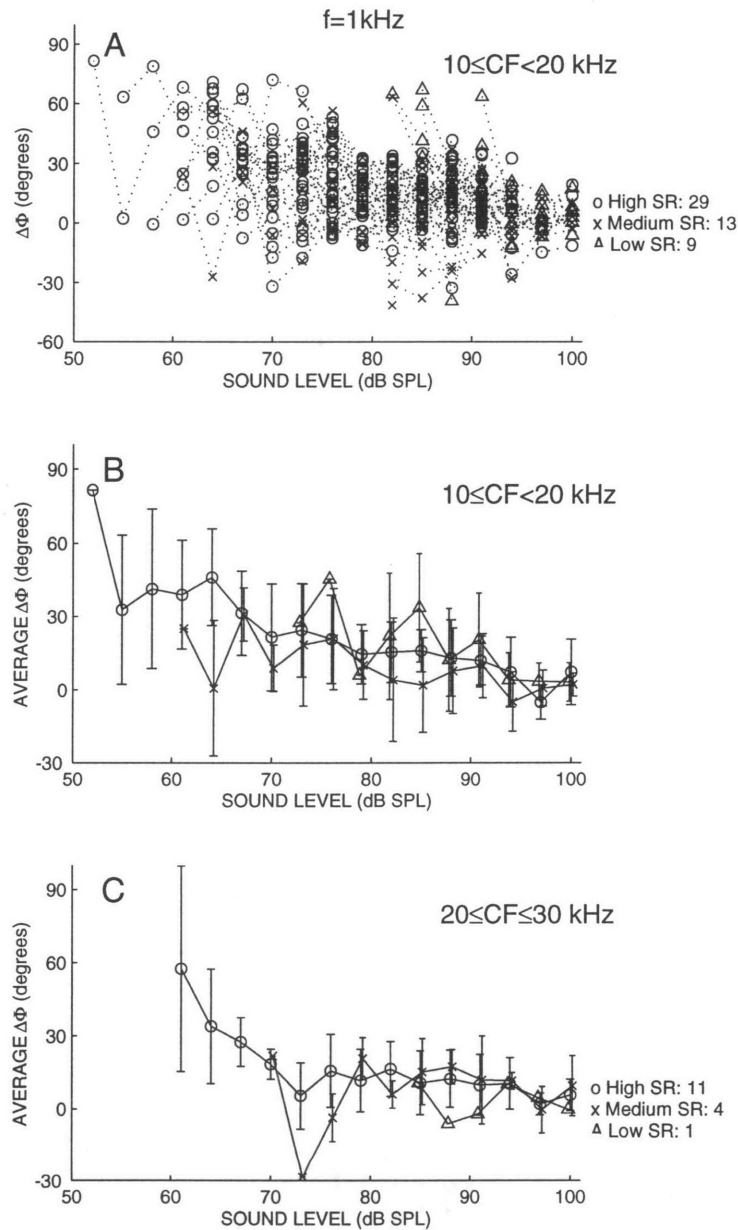 f=1kHz
A
10≤CF<20 kHz
90
60
30
0
-30
-60
ΔΦ (degrees)
50 60 70 80 90 100
SOUND LEVEL (dB SPL)
o High SR: 29
x Medium SR: 13
Δ Low SR: 9
B
10≤CF<20 kHz
90
60
30
0
-30
AVERAGE ΔΦ (degrees)
50 60 70 80 90 100
SOUND LEVEL (dB SPL)
C
20≤CF≤30 kHz
90
60
30
0
-30
AVERAGE ΔΦ (degrees)
50 60 70 80 90 100
SOUND LEVEL (dB SPL)
o High SR: 11
x Medium SR: 4
Δ Low SR: 1